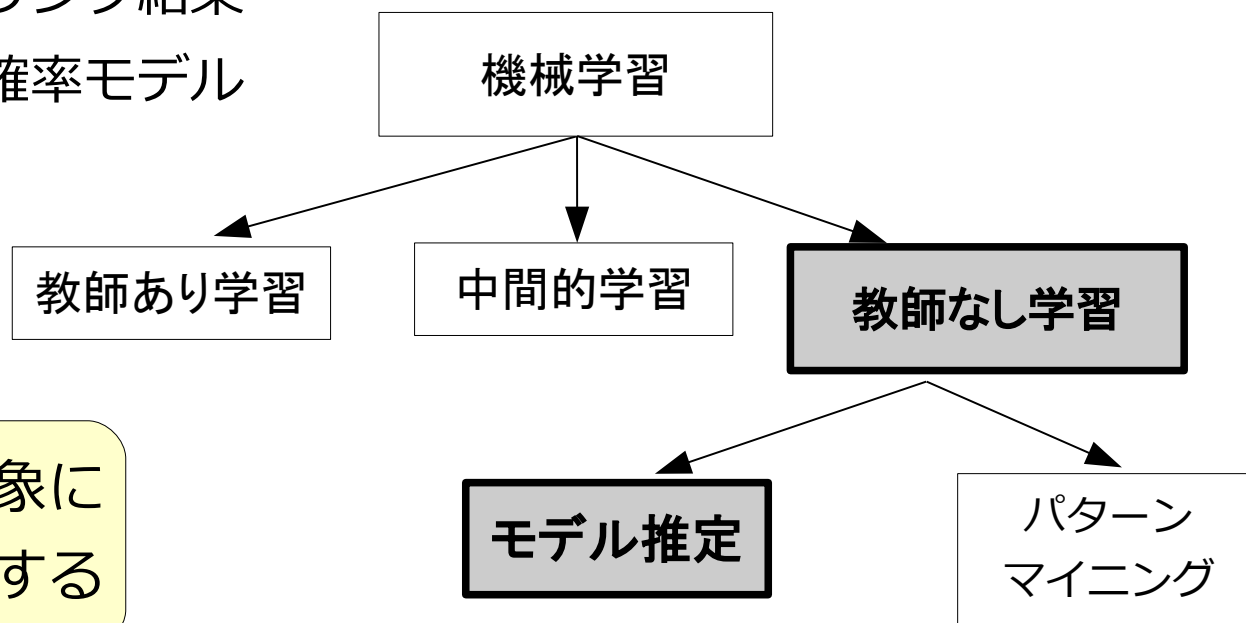 結果
確率モデル
機械学習
教師あり学習
中間的学習
教師なし学習
象に
する
モデル推定
パターン
マイニング